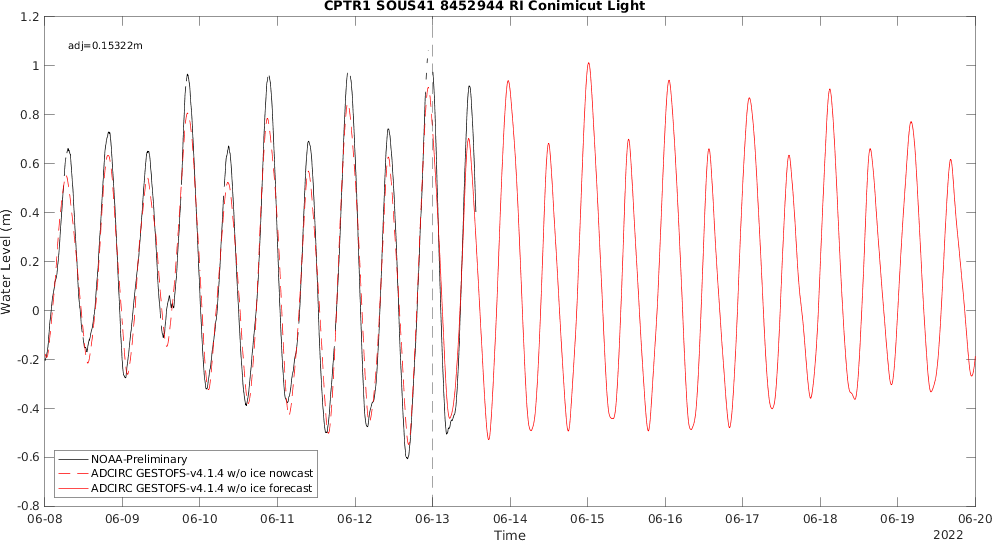 CPTR1 SOUS41 8452944 RI Conimicut Light
adj=0.15322m
Water Level (m)
1.2
1
0.8
0.6
0.4
0.2
0
-0.2
-0.4
-0.6
-0.8
NOAA-Preliminary
ADCIRC GESTOFS-v4.1.4 w/o ice nowcast
ADCIRC GESTOFS-v4.1.4 w/o ice forecast
06-08 06-09 06-10 06-11 06-12 06-13 06-14 06-15 06-16 06-17 06-18 06-19 06-20
Time
2022